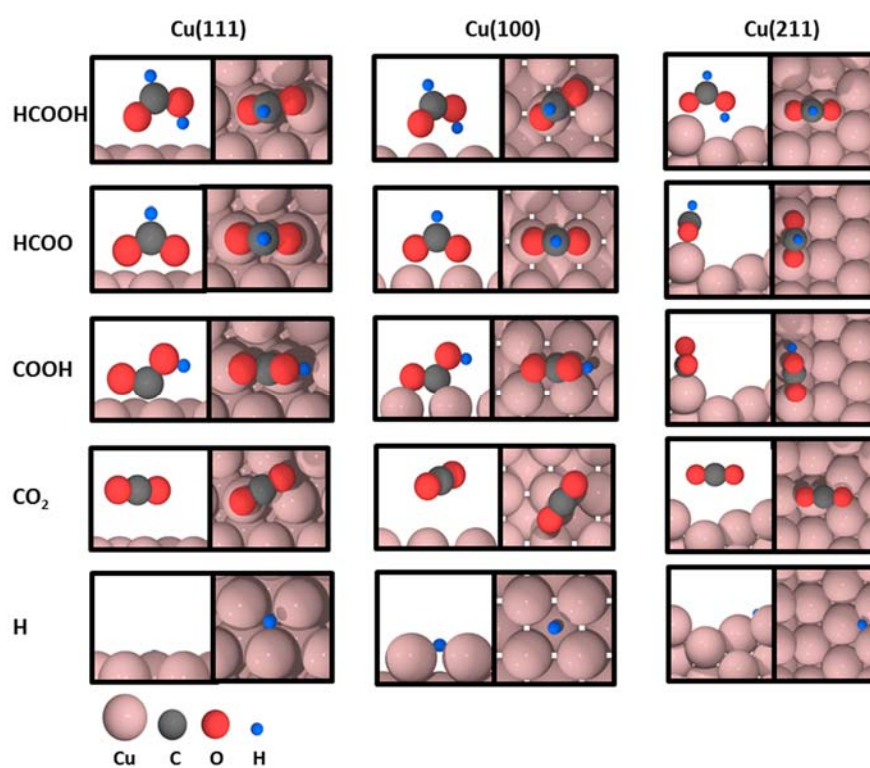 Cu(111) Cu(100) Cu(211)
HCOOH
HCOO
COOH
CO₂
H
Cu C O H